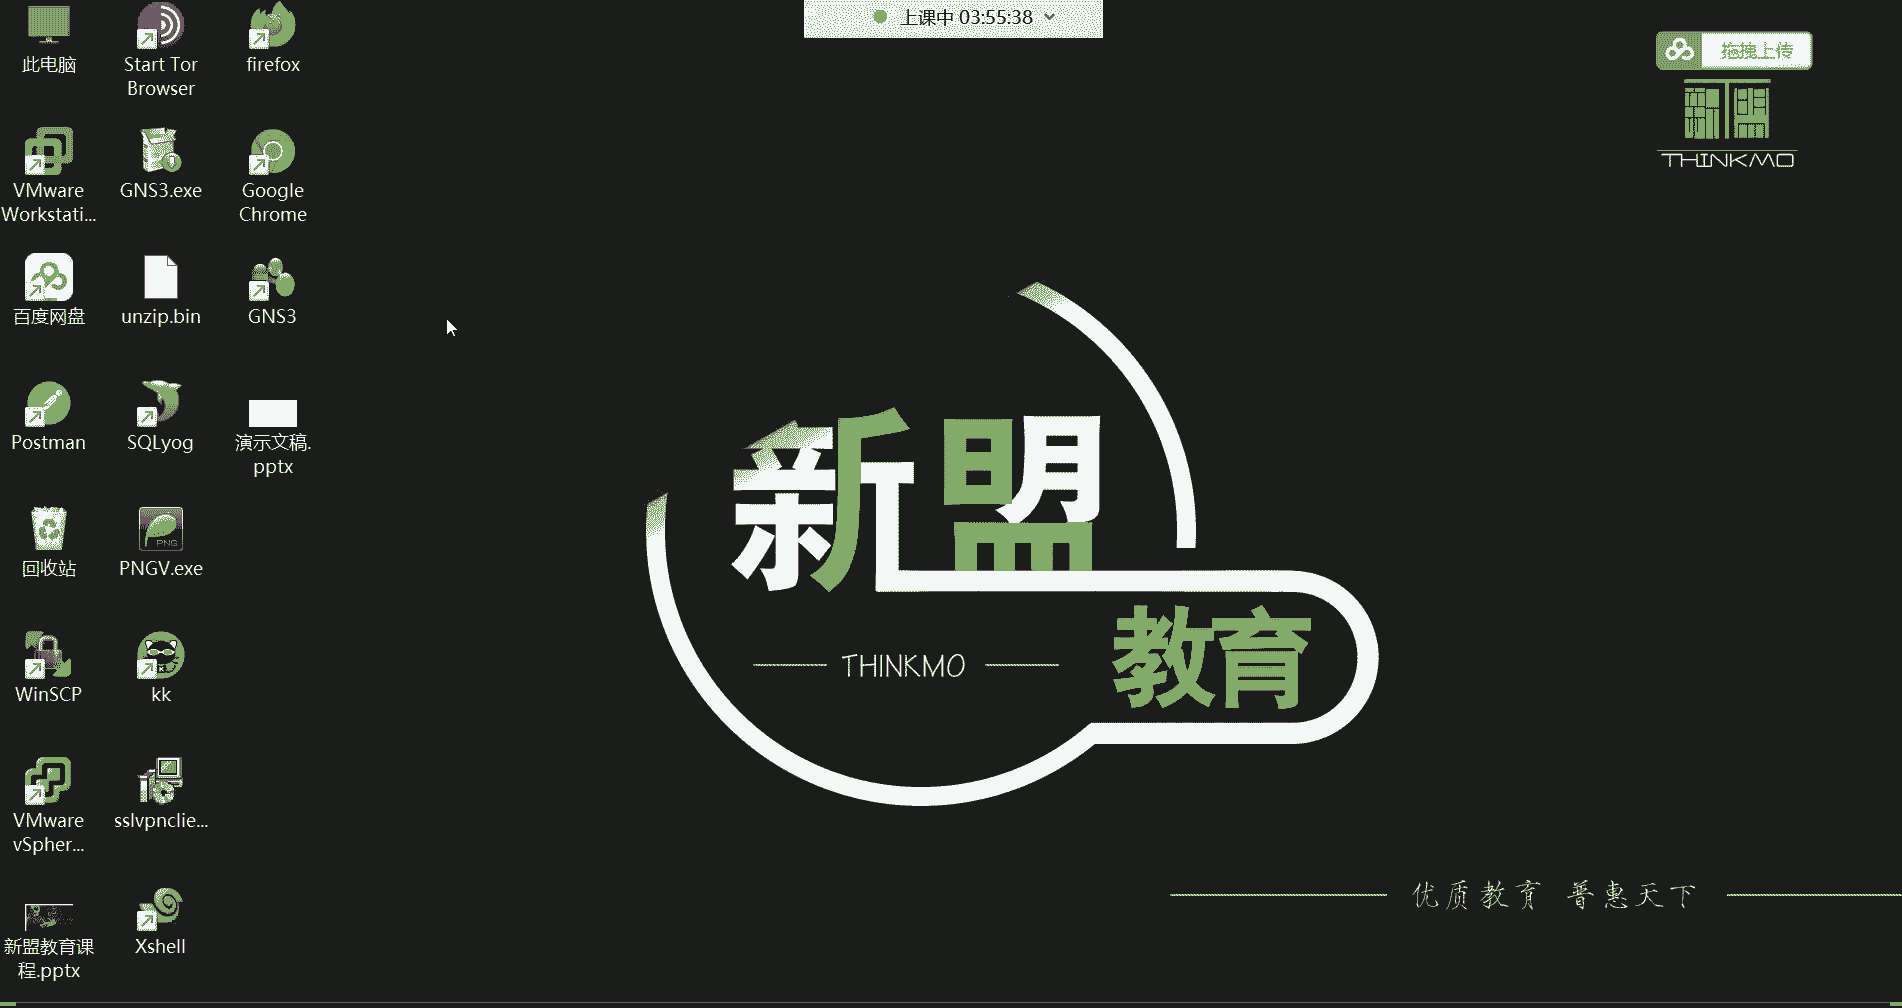 上课中 03:55:38
拖拽上传
THINKMO
此电脑
Start Tor
Browser
firefox
VMware
Workstati...
GNS3.exe
Google
Chrome
百度网盘
unzip.bin
GNS3
Postman
SQLyog
演示文稿.
pptx
回收站
PNG
PNGV.exe
WinSCP
kk
VMware
vSpher...
sslvpnclie...
新盟教育课
程.pptx
Xshell
新盟
教育
THINKMO
优质教育 普惠天下